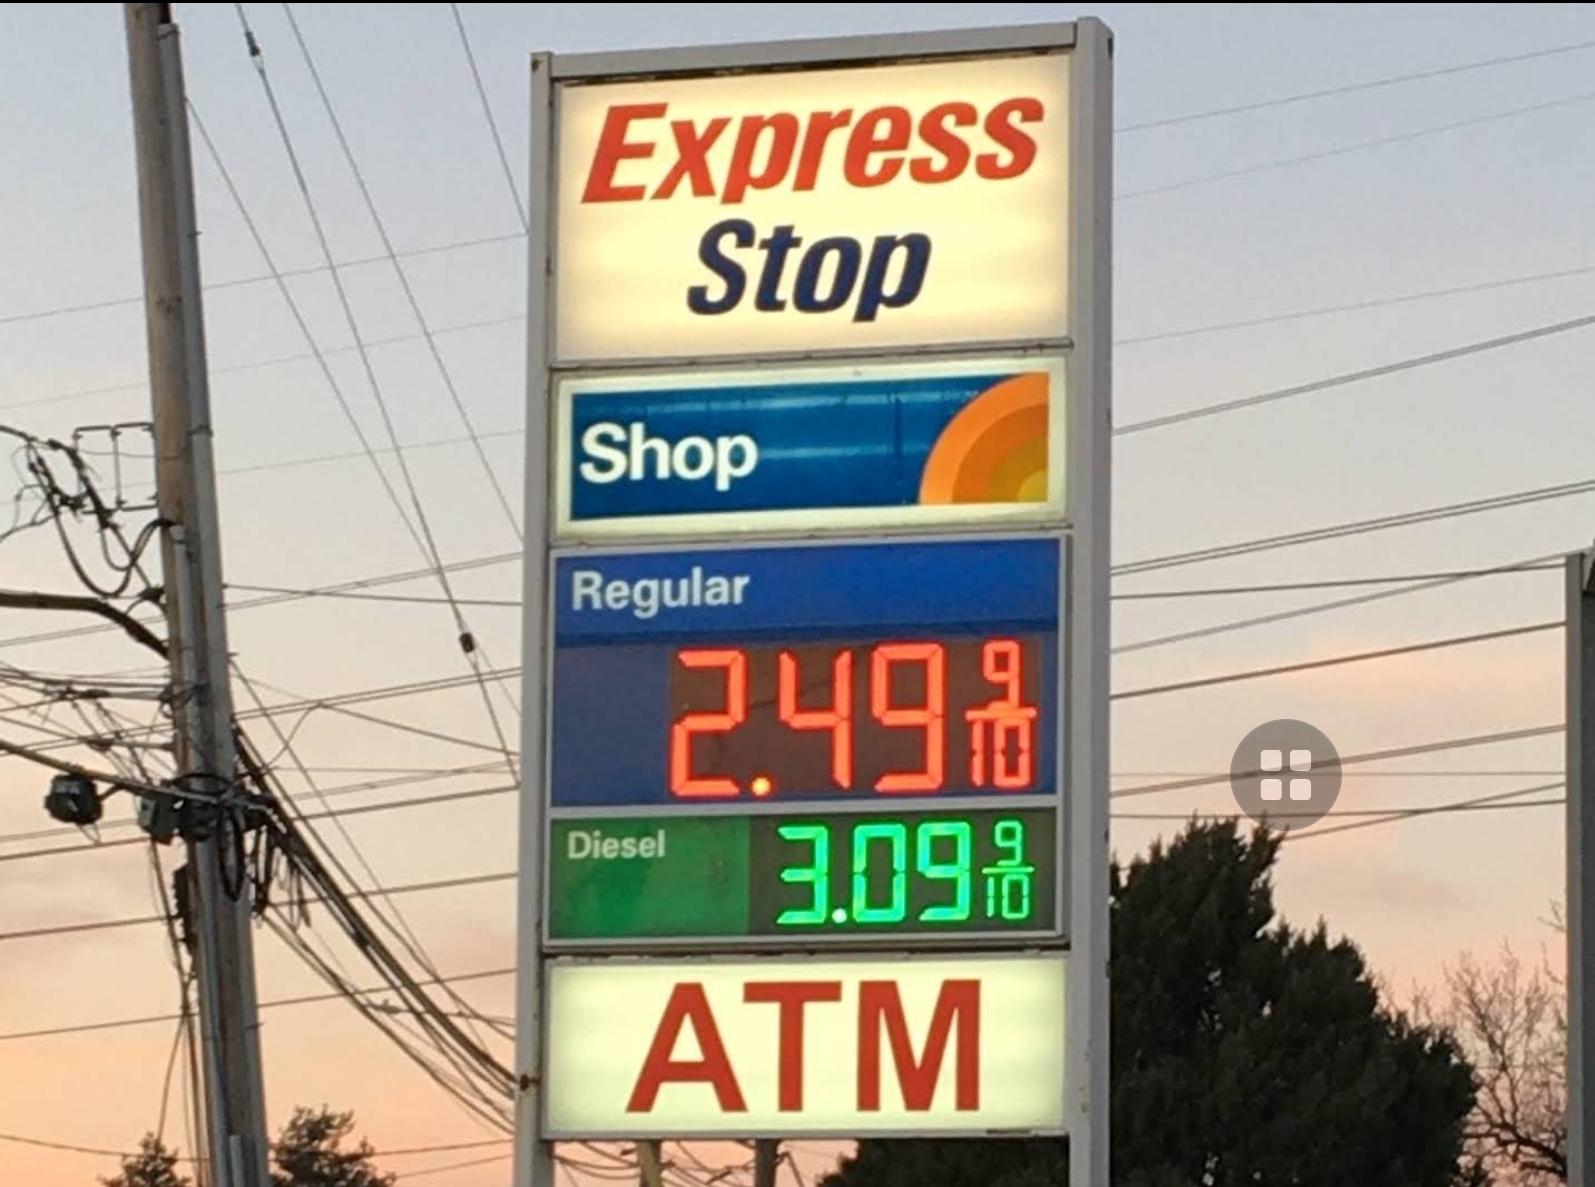 Express
Stop
Shop
Regular
2.49 9/10
Diesel 3.09 9/10
ATM